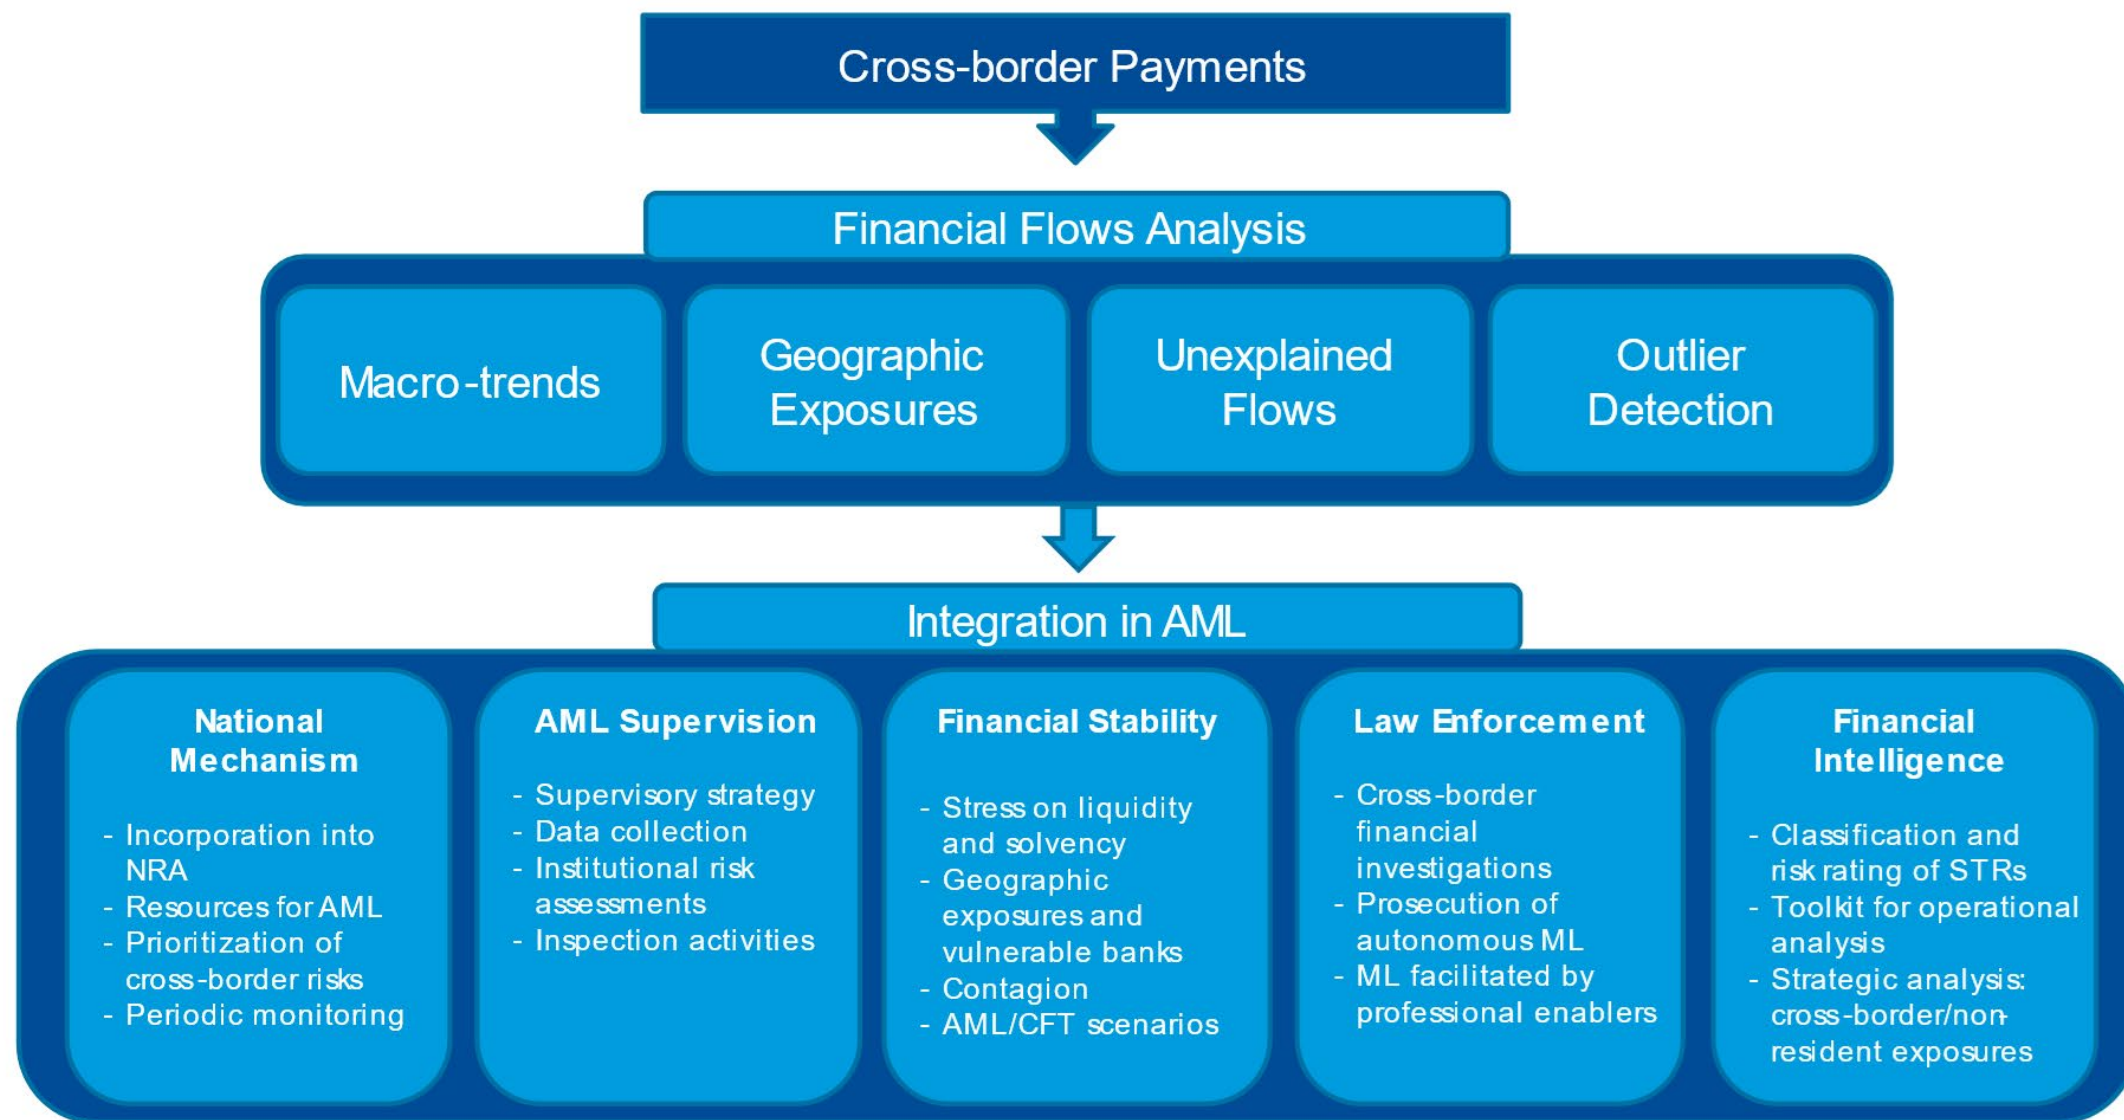 Cross-border Payments
Financial Flows Analysis
Macro-trends
Geographic
Exposures
Unexplained
Flows
Outlier
Detection
Integration in AML
National
Mechanism
- Incorporation into
NRA
- Resources for AML
- Prioritization of
cross-border risks
- Periodic monitoring
AML Supervision
- Supervisory strategy
- Data collection
- Institutional risk
assessments
- Inspection activities
Financial Stability
- Stress on liquidity
and solvency
- Geographic
exposures and
vulnerable banks
- Contagion
- AML/CFT scenarios
Law Enforcement
- Cross-border
financial
investigations
- Prosecution of
autonomous ML
- ML facilitated by
professional enablers
Financial
Intelligence
- Classification and
risk rating of STRs
- Toolkit for operational
analysis
- Strategic analysis:
cross-border/non-
resident exposures